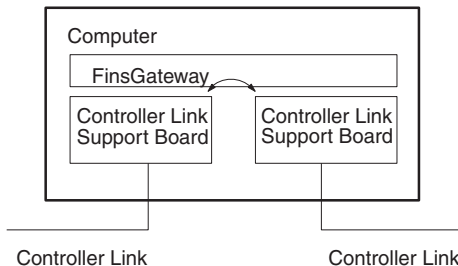 Computer
FinsGateway
Controller Link
Support Board
Controller Link
Support Board
Controller Link
Controller Link